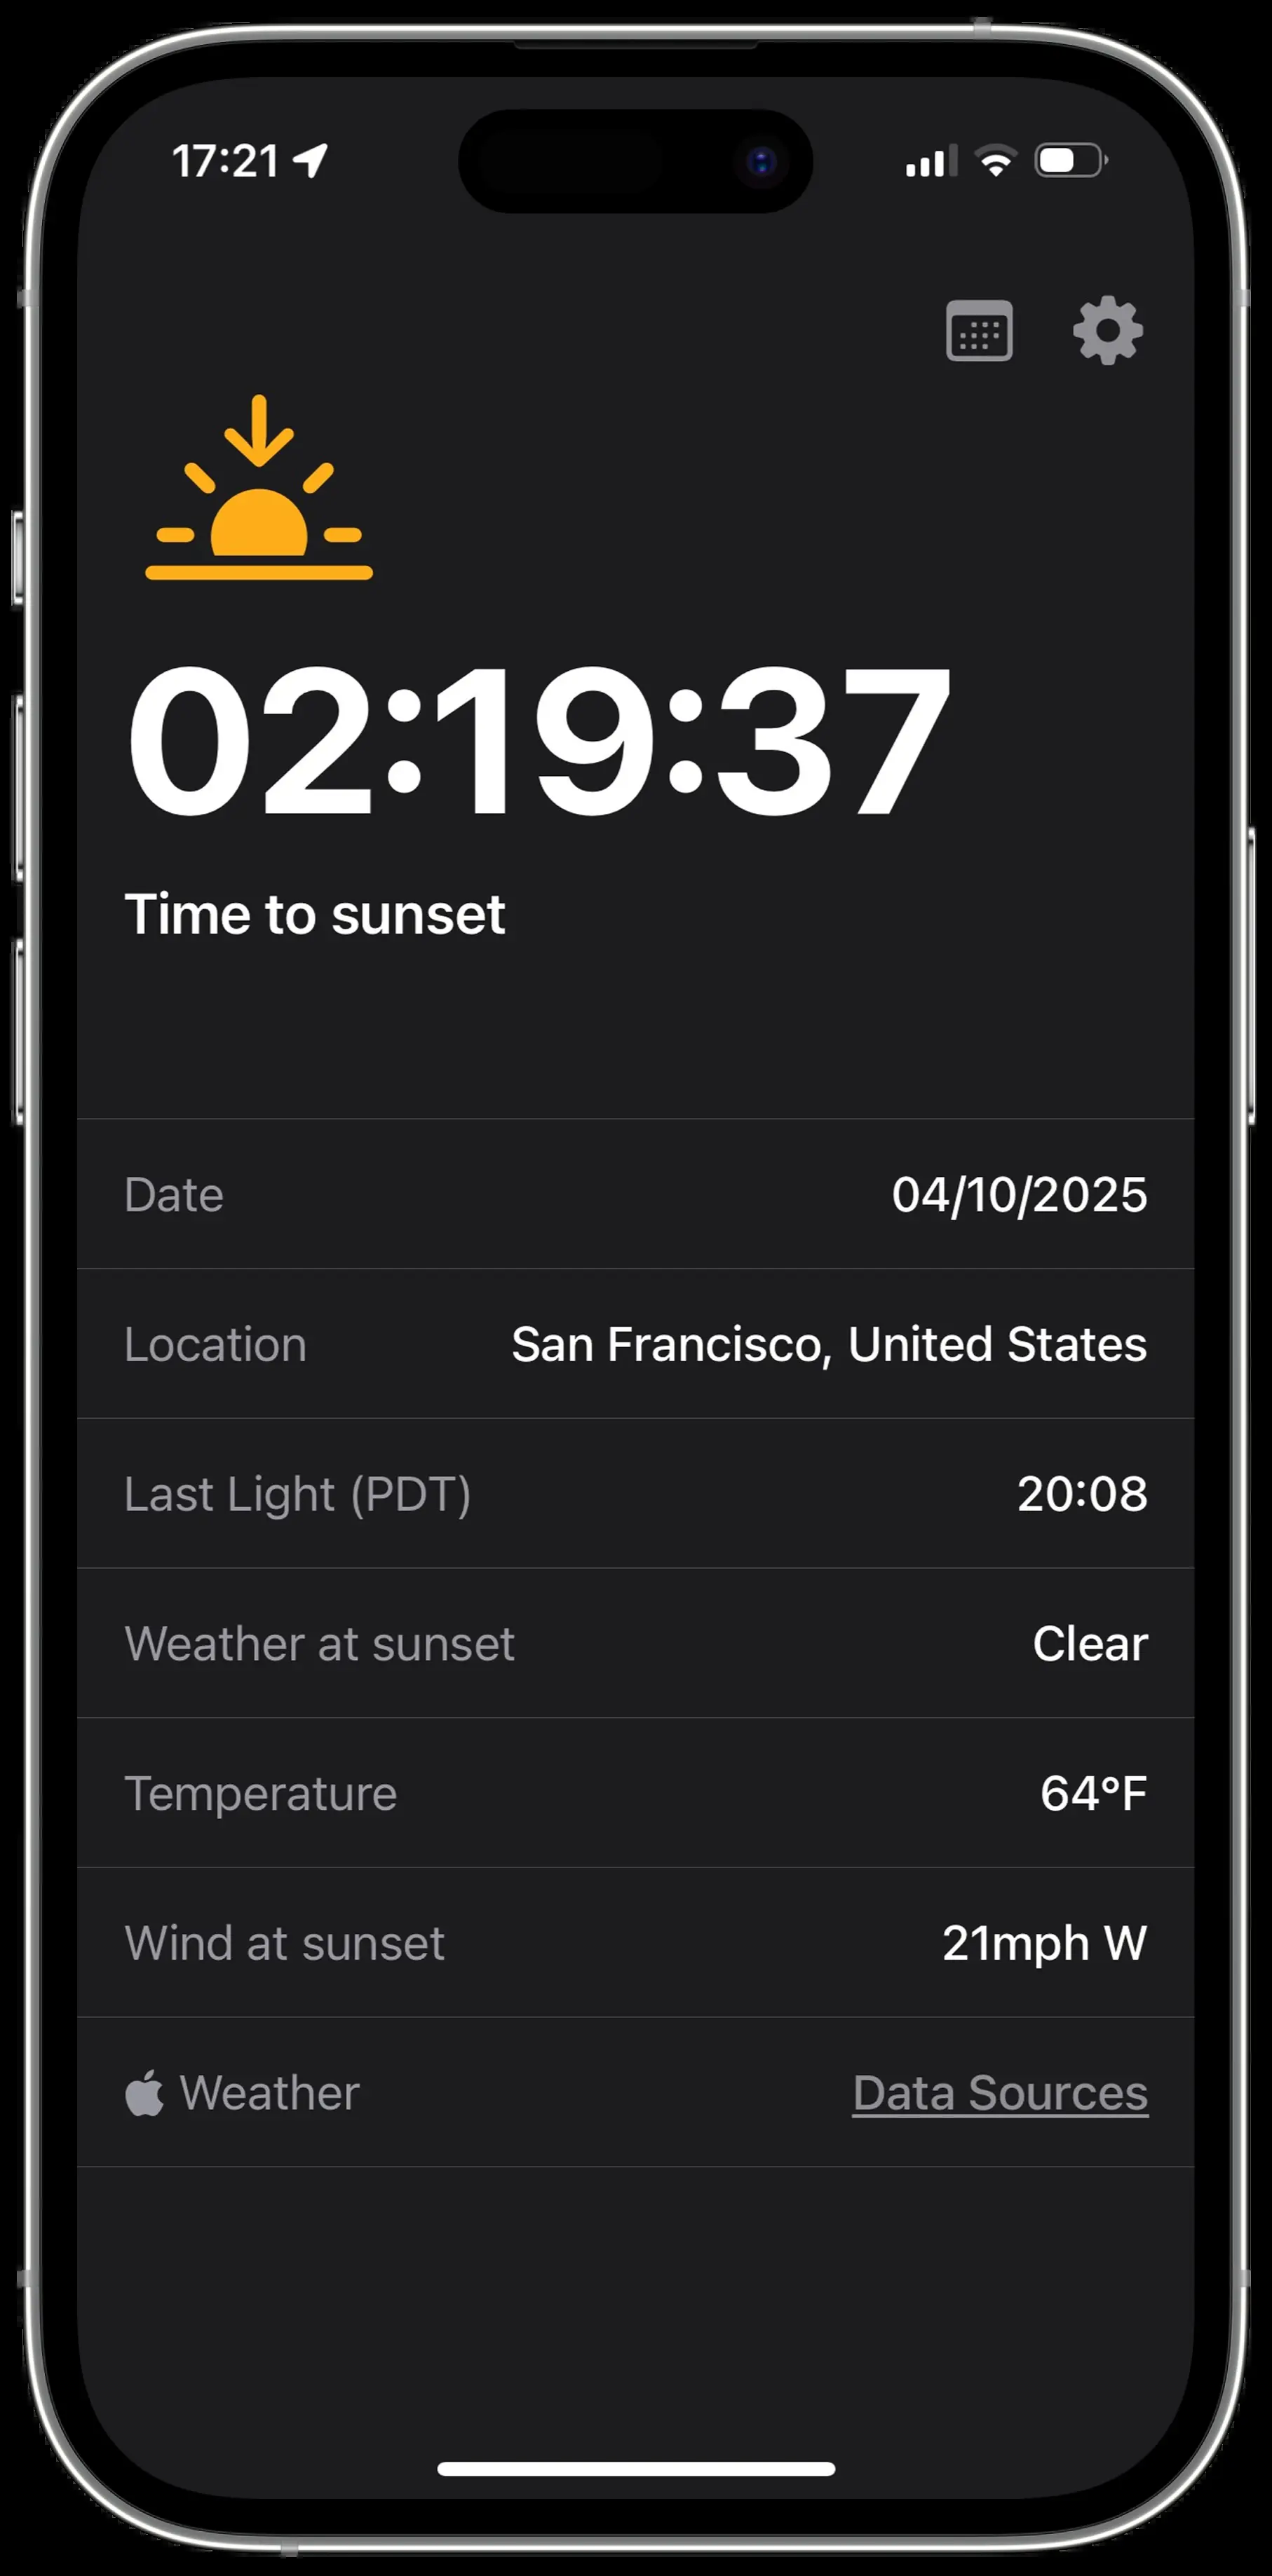 17:21
02:19:37
Time to sunset
Date 04/10/2025
Location San Francisco, United States
Last Light (PDT) 20:08
Weather at sunset Clear
Temperature 64°F
Wind at sunset 21mph W
Weather Data Sources